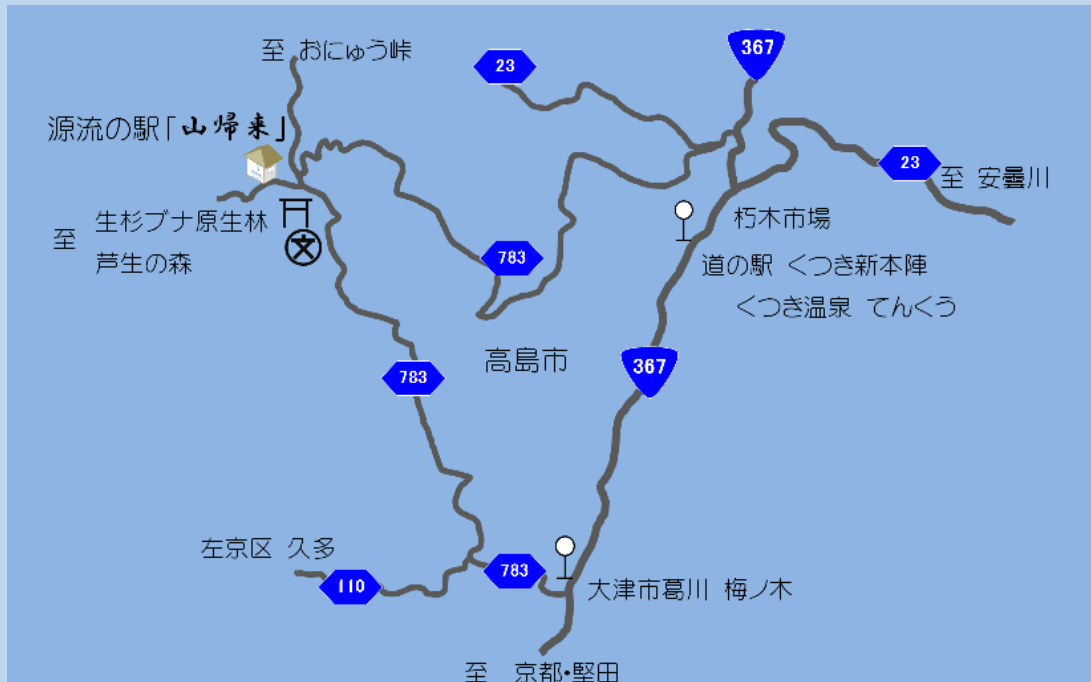 至 おにゅう峠
367
23
源流の駅「山帰来」
23
至 安曇川
至
生杉ブナ原生林
芦生の森
朽木市場
783
道の駅 くつき新本陣
くつき温泉 てんくう
高島市
367
783
左京区 久多
110
783
大津市葛川 梅ノ木
至 京都・堅田
文